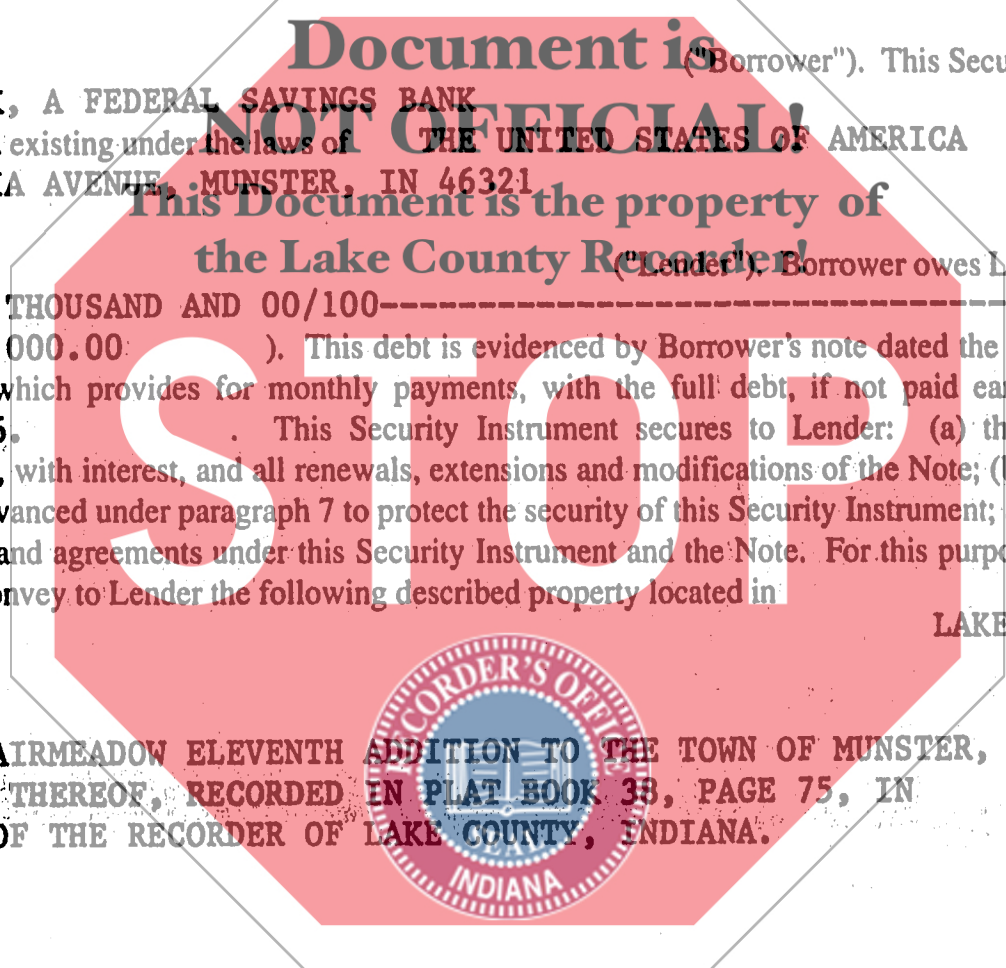 Document is
("Borrower"). This Secu
, A FEDERAL SAVINGS BANK
NOT OFFICIAL!
existing under the laws of THE UNITED STATES OF AMERICA
A AVENUE, MUNSTER, IN 46321
This Document is the property of
the Lake County Recorder!
("Lender"). Borrower owes L
THOUSAND AND 00/100------------------------------------
000.00 ). This debt is evidenced by Borrower's note dated the
which provides for monthly payments, with the full debt, if not paid ear
. This Security Instrument secures to Lender: (a) th
, with interest, and all renewals, extensions and modifications of the Note; (
vanced under paragraph 7 to protect the security of this Security Instrument;
and agreements under this Security Instrument and the Note. For this purpo
nvey to Lender the following described property located in
LAKE
STOP
RECORDER'S OFFICE
AIRMEADOW ELEVENTH ADDITION TO THE TOWN OF MUNSTER,
THEREOF, RECORDED IN PLAT BOOK 38, PAGE 75, IN
OF THE RECORDER OF LAKE COUNTY, INDIANA.
SEAL
INDIANA